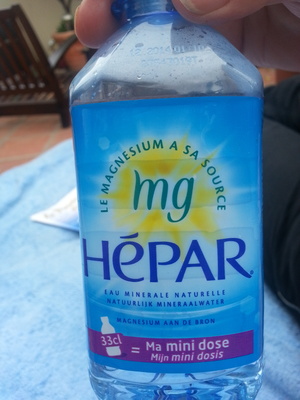 LE MAGNESIUM A SA SOURCE
mg
HéPAR.
EAU MINERALE NATURELLE
NATUURLIJK MINERAALWATER
MAGNESIUM AAN DE BRON
33cl = Ma mini dose
Mijn mini dosis